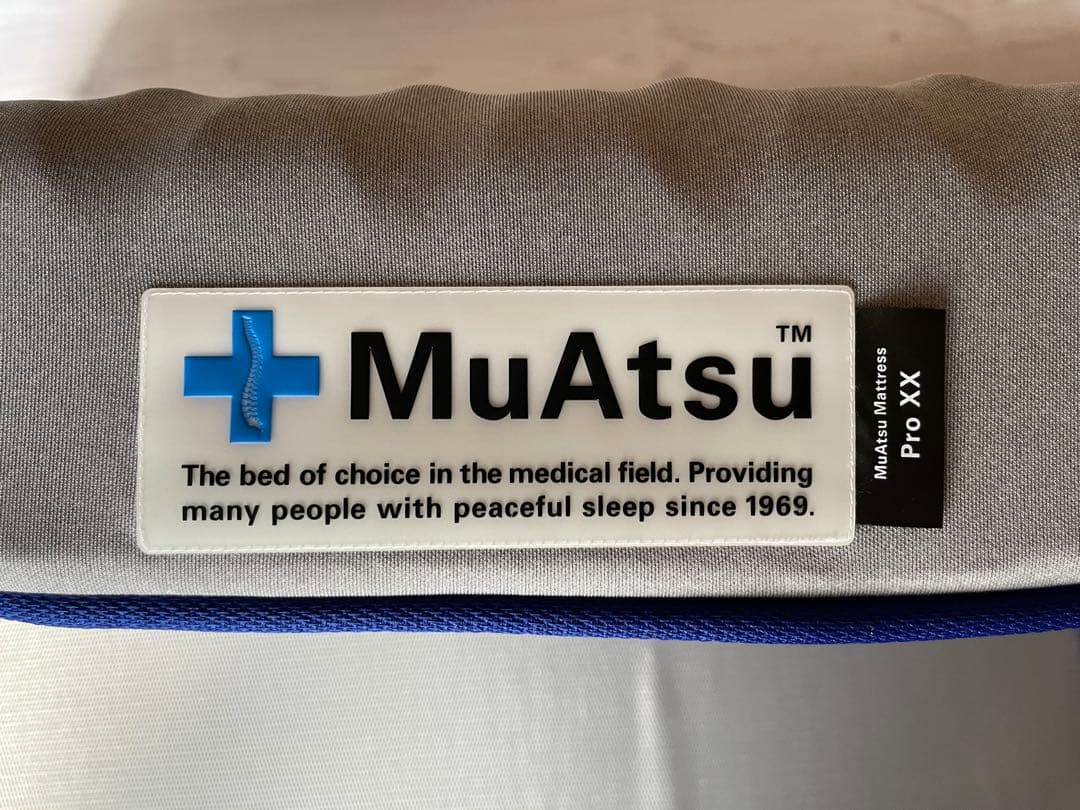 MuAtsu™
The bed of choice in the medical field. Providing
many people with peaceful sleep since 1969.
MuAtsu Mattress
Pro XX